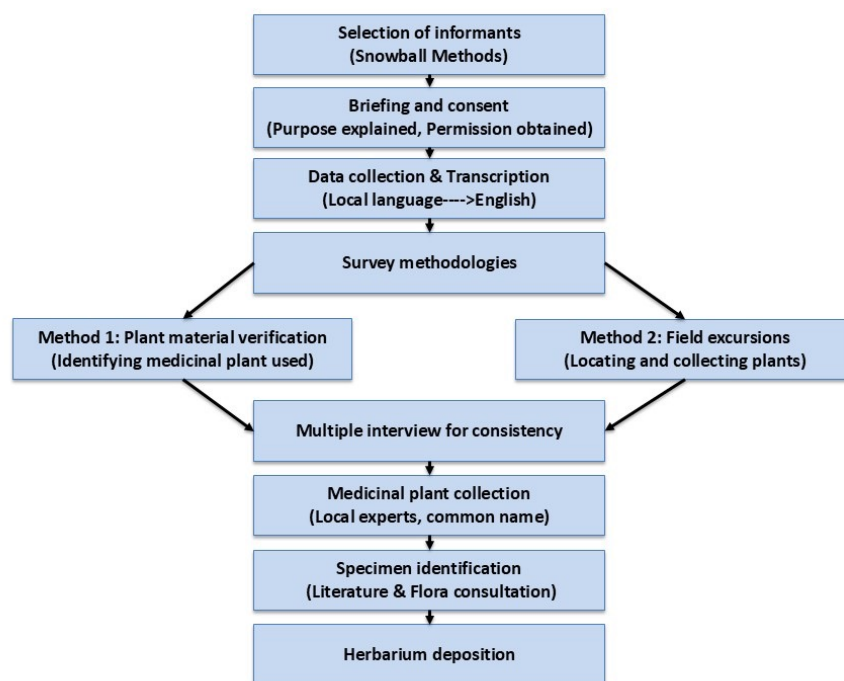 Selection of informants
(Snowball Methods)
Briefing and consent
(Purpose explained, Permission obtained)
Data collection & Transcription
(Local language---->English)
Survey methodologies
Method 1: Plant material verification
(Identifying medicinal plant used)
Method 2: Field excursions
(Locating and collecting plants)
Multiple interview for consistency
Medicinal plant collection
(Local experts, common name)
Specimen identification
(Literature & Flora consultation)
Herbarium deposition